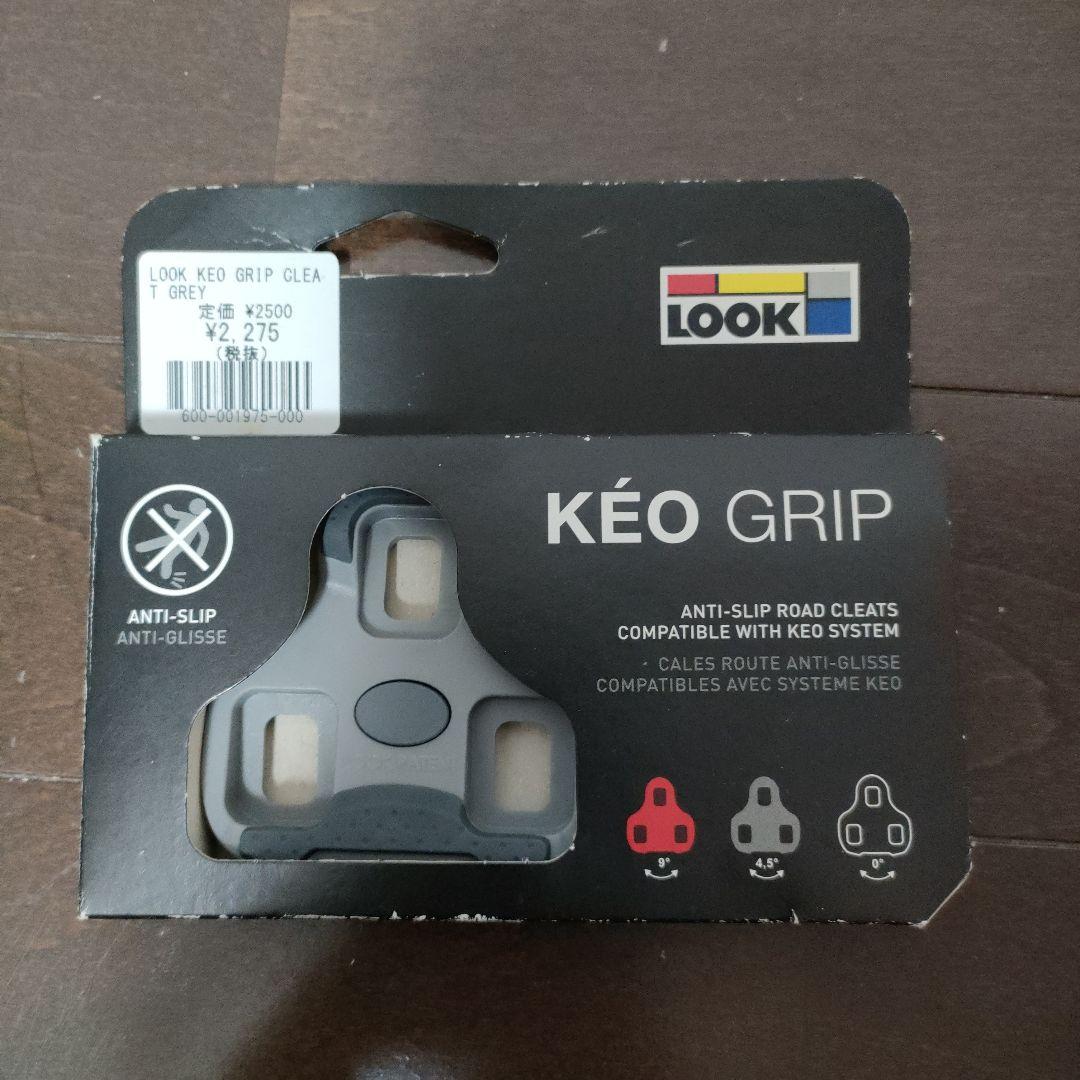 LOOK KEO GRIP CLEA
T GREY
定価 ¥2500
¥2,275
(税抜)
600-001975-000
LOOK
KÉO GRIP
ANTI-SLIP
ANTI-GLISSE
ANTI-SLIP ROAD CLEATS
COMPATIBLE WITH KEO SYSTEM
CALES ROUTE ANTI-GLISSE
COMPATIBLES AVEC SYSTEME KEO
9°
4,5°
0°